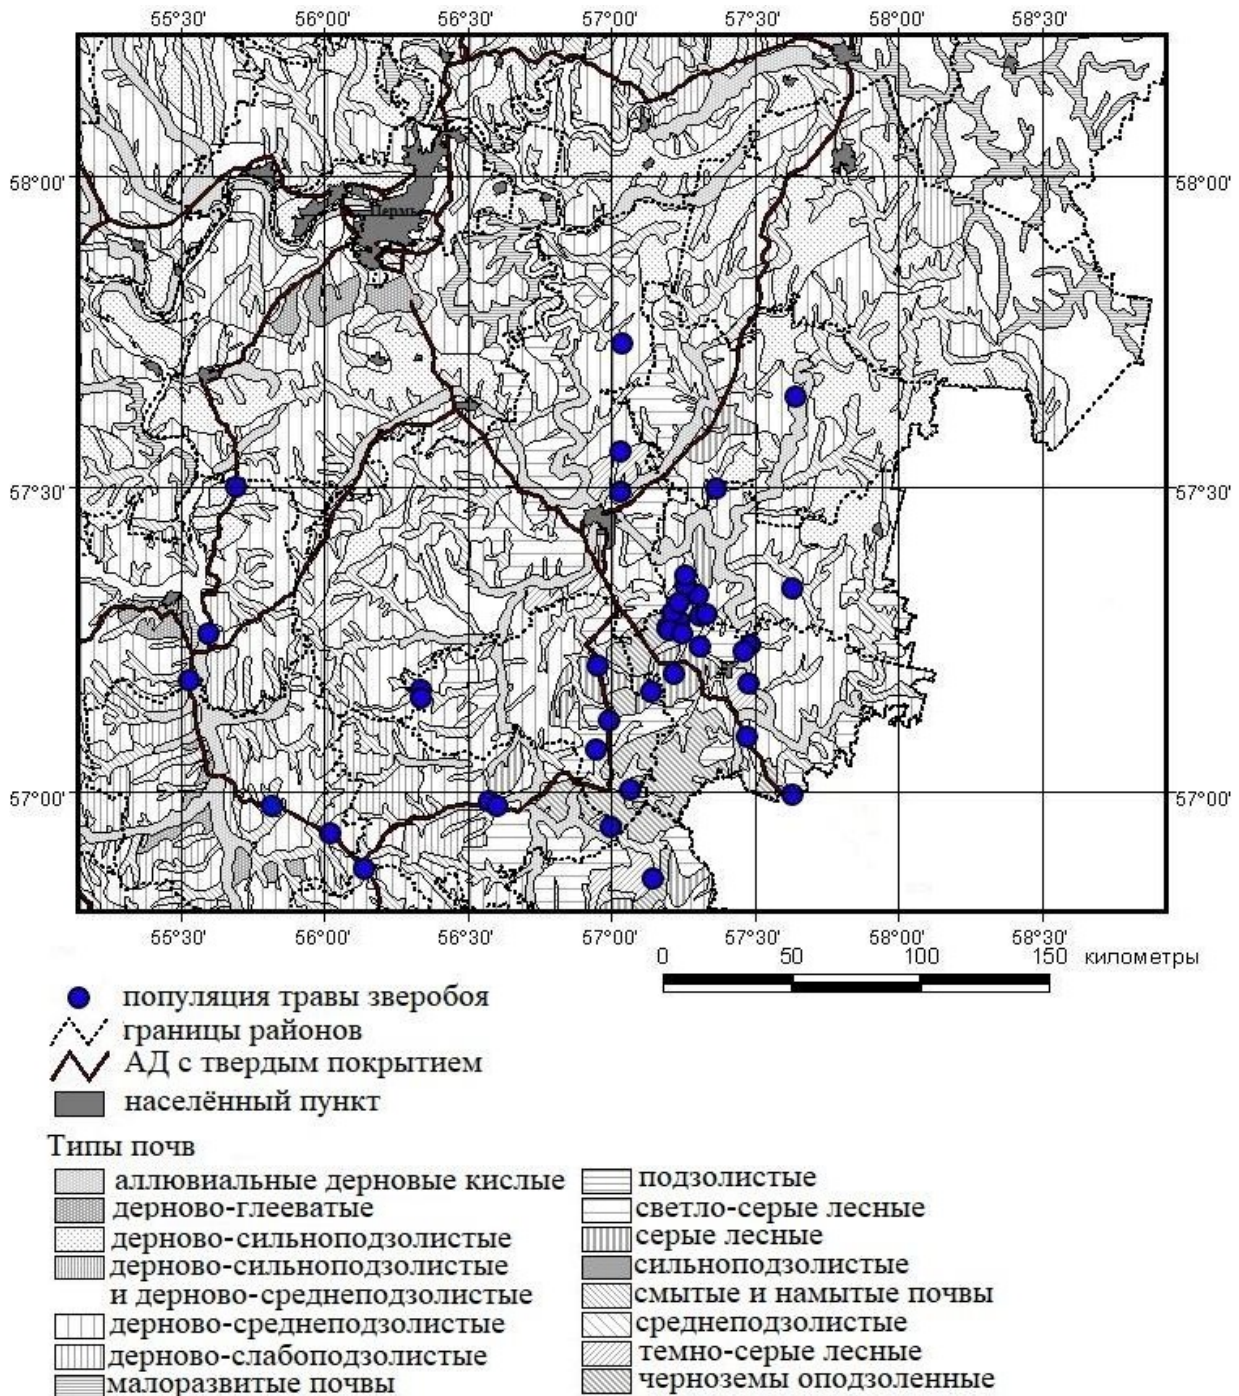 55°30' 56°00' 56°30' 57°00' 57°30' 58°00' 58°30'
58°00' 58°00'
Пермь
57°30' 57°30'
57°00' 57°00'
55°30' 56°00' 56°30' 57°00' 57°30' 58°00' 58°30'
0 50 100 150 километры
популяция травы зверобоя
границы районов
АД с твердым покрытием
населённый пункт
Типы почв
аллювиальные дерновые кислые
дерново-глееватые
дерново-сильноподзолистые
дерново-сильноподзолистые
и дерново-среднеподзолистые
дерново-среднеподзолистые
дерново-слабоподзолистые
малоразвитые почвы
подзолистые
светло-серые лесные
серые лесные
сильноподзолистые
смытые и намытые почвы
среднеподзолистые
темно-серые лесные
черноземы оподзоленные